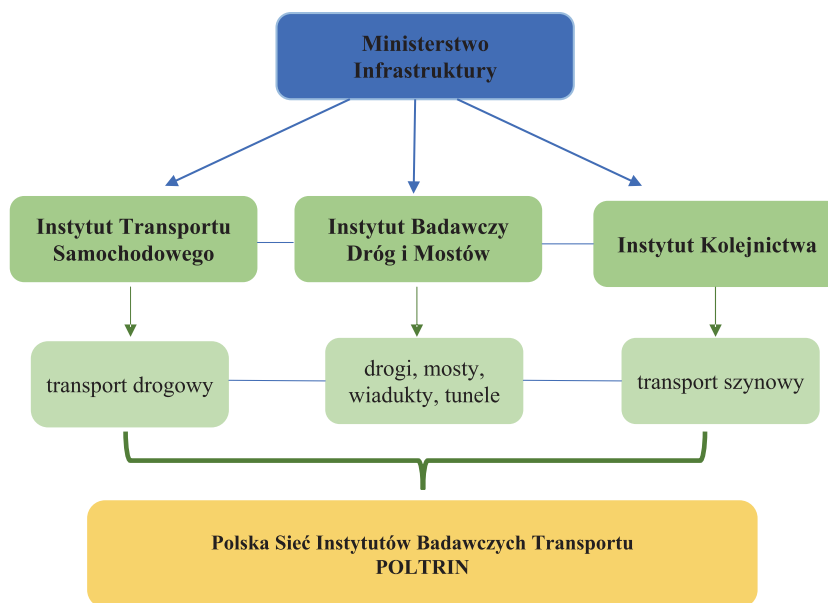 Ministerstwo
Infrastruktury
Instytut Transportu
Samochodowego
Instytut Badawczy
Dróg i Mostów
Instytut Kolejnictwa
transport drogowy
drogi, mosty,
wiadukty, tunele
transport szynowy
Polska Sieć Instytutów Badawczych Transportu
POLTRIN